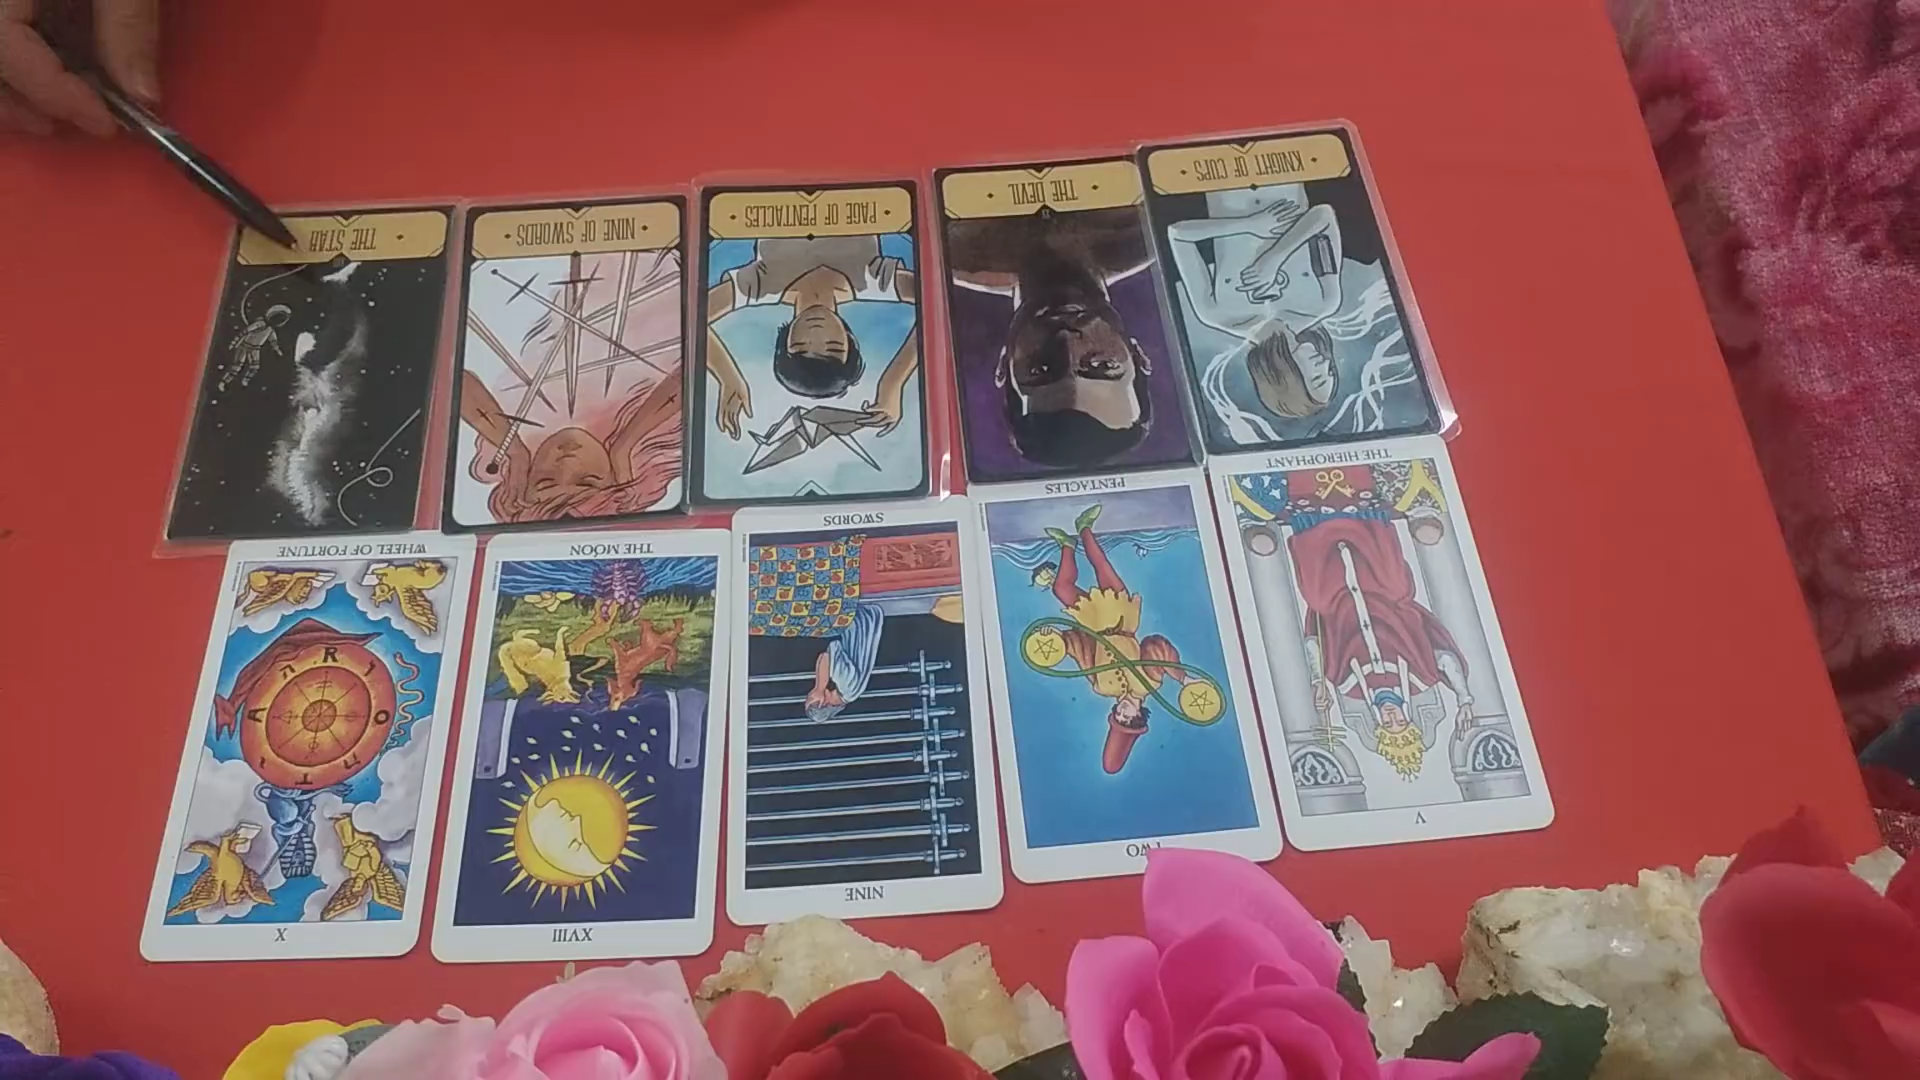 KNIGHT OF CUPS
THE DEVIL
PAGE OF PENTACLES
NINE OF SWORDS
THE STAR
THE HIEROPHANT
PENTACLES
SWORDS
THE MOON
WHEEL OF FORTUNE
R
A
O
T
V
TWO
NINE
XVIII
X